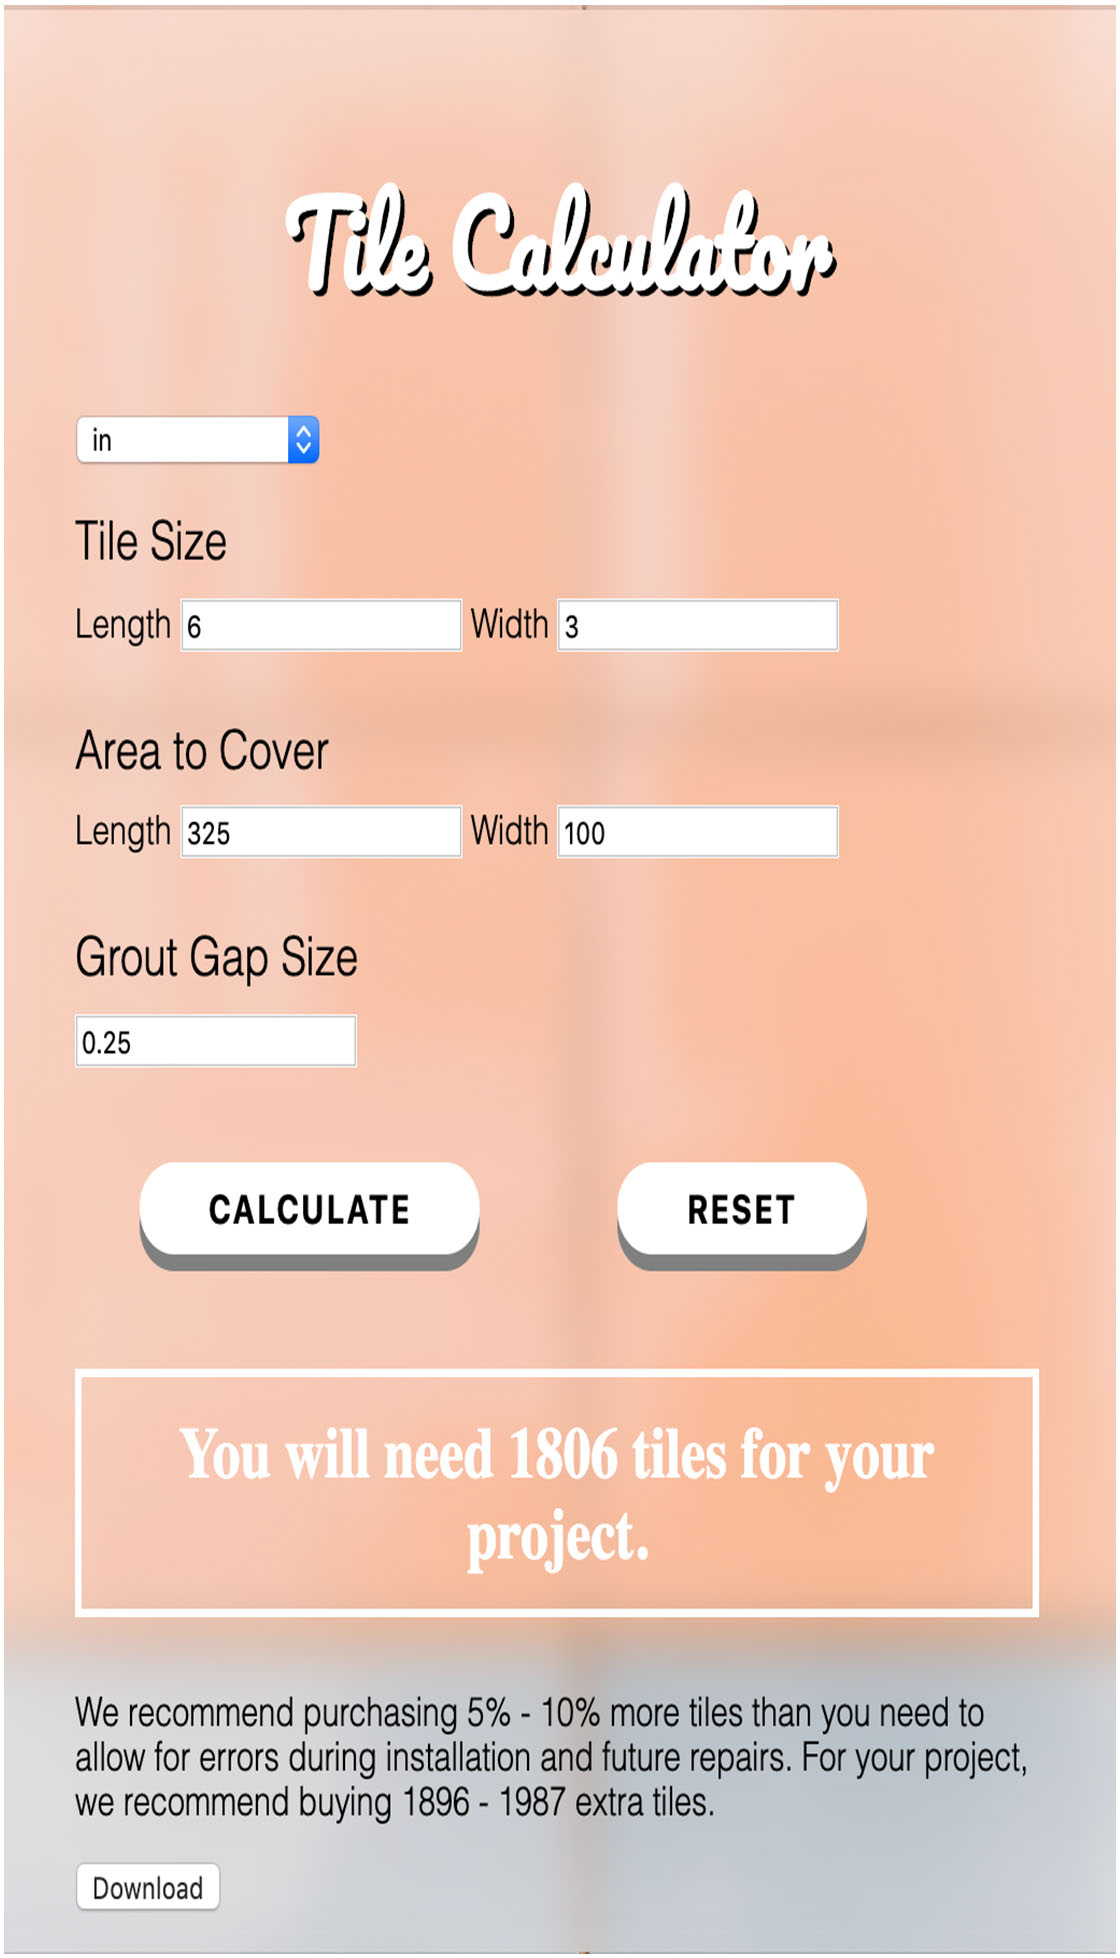 Tile Calculator
in
Tile Size
Length 6 Width 3
Area to Cover
Length 325 Width 100
Grout Gap Size
0.25
CALCULATE RESET
You will need 1806 tiles for your
project.
We recommend purchasing 5% - 10% more tiles than you need to
allow for errors during installation and future repairs. For your project,
we recommend buying 1896 - 1987 extra tiles.
Download